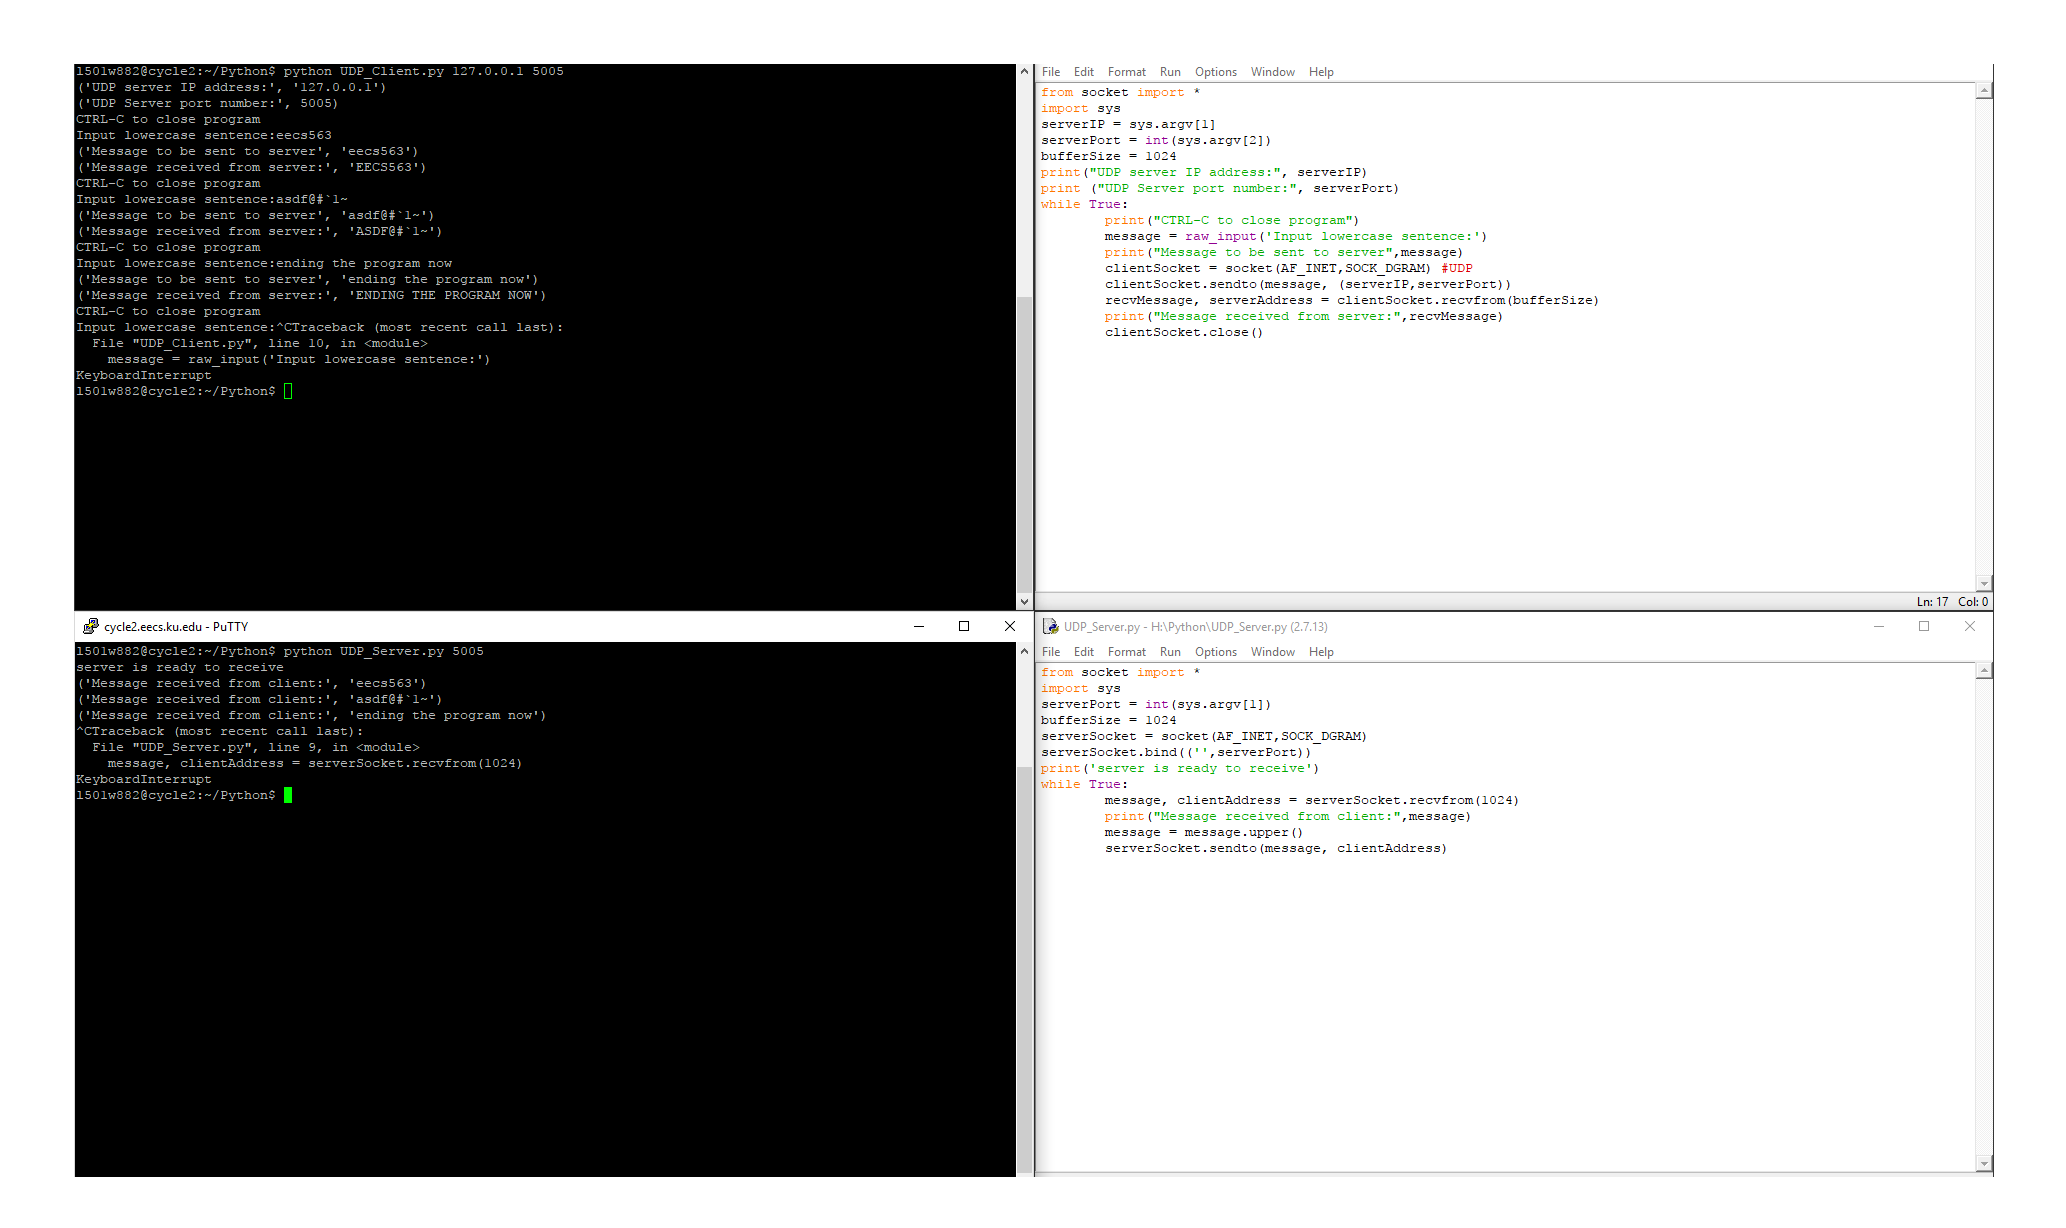 l501w882@cycle2:~/Python$ python UDP_Client.py 127.0.0.1 5005
('UDP server IP address:', '127.0.0.1')
('UDP Server port number:', 5005)
CTRL-C to close program
Input lowercase sentence:eecs563
('Message to be sent to server', 'eecs563')
('Message received from server:', 'EECS563')
CTRL-C to close program
Input lowercase sentence:asdf@#`1~
('Message to be sent to server', 'asdf@#`1~')
('Message received from server:', 'ASDF@#`1~')
CTRL-C to close program
Input lowercase sentence:ending the program now
('Message to be sent to server', 'ending the program now')
('Message received from server:', 'ENDING THE PROGRAM NOW')
CTRL-C to close program
Input lowercase sentence:^CTraceback (most recent call last):
  File "UDP_Client.py", line 10, in <module>
    message = raw_input('Input lowercase sentence:')
KeyboardInterrupt
l501w882@cycle2:~/Python$
File Edit Format Run Options Window Help
from socket import *
import sys
serverIP = sys.argv[1]
serverPort = int(sys.argv[2])
bufferSize = 1024
print("UDP server IP address:", serverIP)
print ("UDP Server port number:", serverPort)
while True:
        print("CTRL-C to close program")
        message = raw_input('Input lowercase sentence:')
        print("Message to be sent to server",message)
        clientSocket = socket(AF_INET,SOCK_DGRAM) #UDP
        clientSocket.sendto(message, (serverIP,serverPort))
        recvMessage, serverAddress = clientSocket.recvfrom(bufferSize)
        print("Message received from server:",recvMessage)
        clientSocket.close()
Ln: 17 Col: 0
cycle2.eecs.ku.edu - PuTTY
l501w882@cycle2:~/Python$ python UDP_Server.py 5005
server is ready to receive
('Message received from client:', 'eecs563')
('Message received from client:', 'asdf@#`1~')
('Message received from client:', 'ending the program now')
^CTraceback (most recent call last):
  File "UDP_Server.py", line 9, in <module>
    message, clientAddress = serverSocket.recvfrom(1024)
KeyboardInterrupt
l501w882@cycle2:~/Python$
UDP_Server.py - H:\Python\UDP_Server.py (2.7.13)
File Edit Format Run Options Window Help
from socket import *
import sys
serverPort = int(sys.argv[1])
bufferSize = 1024
serverSocket = socket(AF_INET,SOCK_DGRAM)
serverSocket.bind(('',serverPort))
print('server is ready to receive')
while True:
        message, clientAddress = serverSocket.recvfrom(1024)
        print("Message received from client:",message)
        message = message.upper()
        serverSocket.sendto(message, clientAddress)